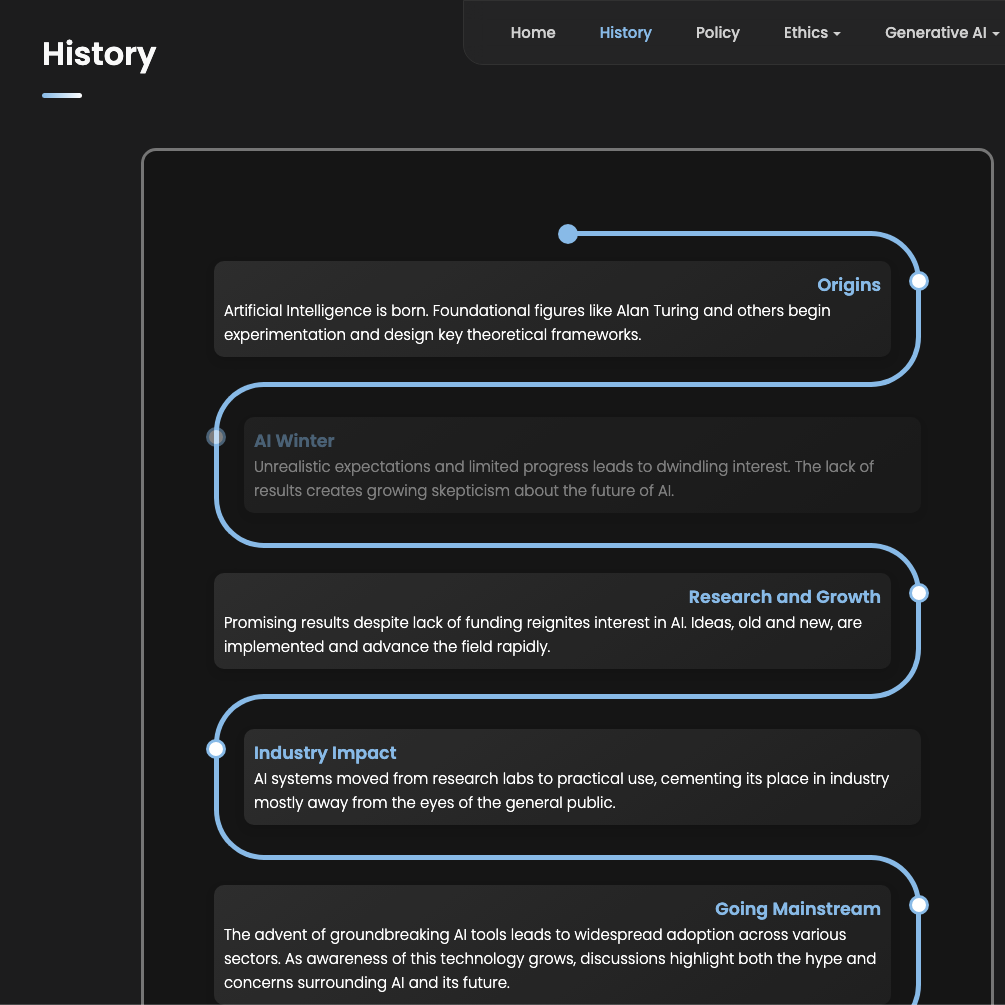 History
Home
History
Policy
Ethics
Generative AI
Origins
Artificial Intelligence is born. Foundational figures like Alan Turing and others begin
experimentation and design key theoretical frameworks.
AI Winter
Unrealistic expectations and limited progress leads to dwindling interest. The lack of
results creates growing skepticism about the future of AI.
Research and Growth
Promising results despite lack of funding reignites interest in AI. Ideas, old and new, are
implemented and advance the field rapidly.
Industry Impact
AI systems moved from research labs to practical use, cementing its place in industry
mostly away from the eyes of the general public.
Going Mainstream
The advent of groundbreaking AI tools leads to widespread adoption across various
sectors. As awareness of this technology grows, discussions highlight both the hype and
concerns surrounding AI and its future.